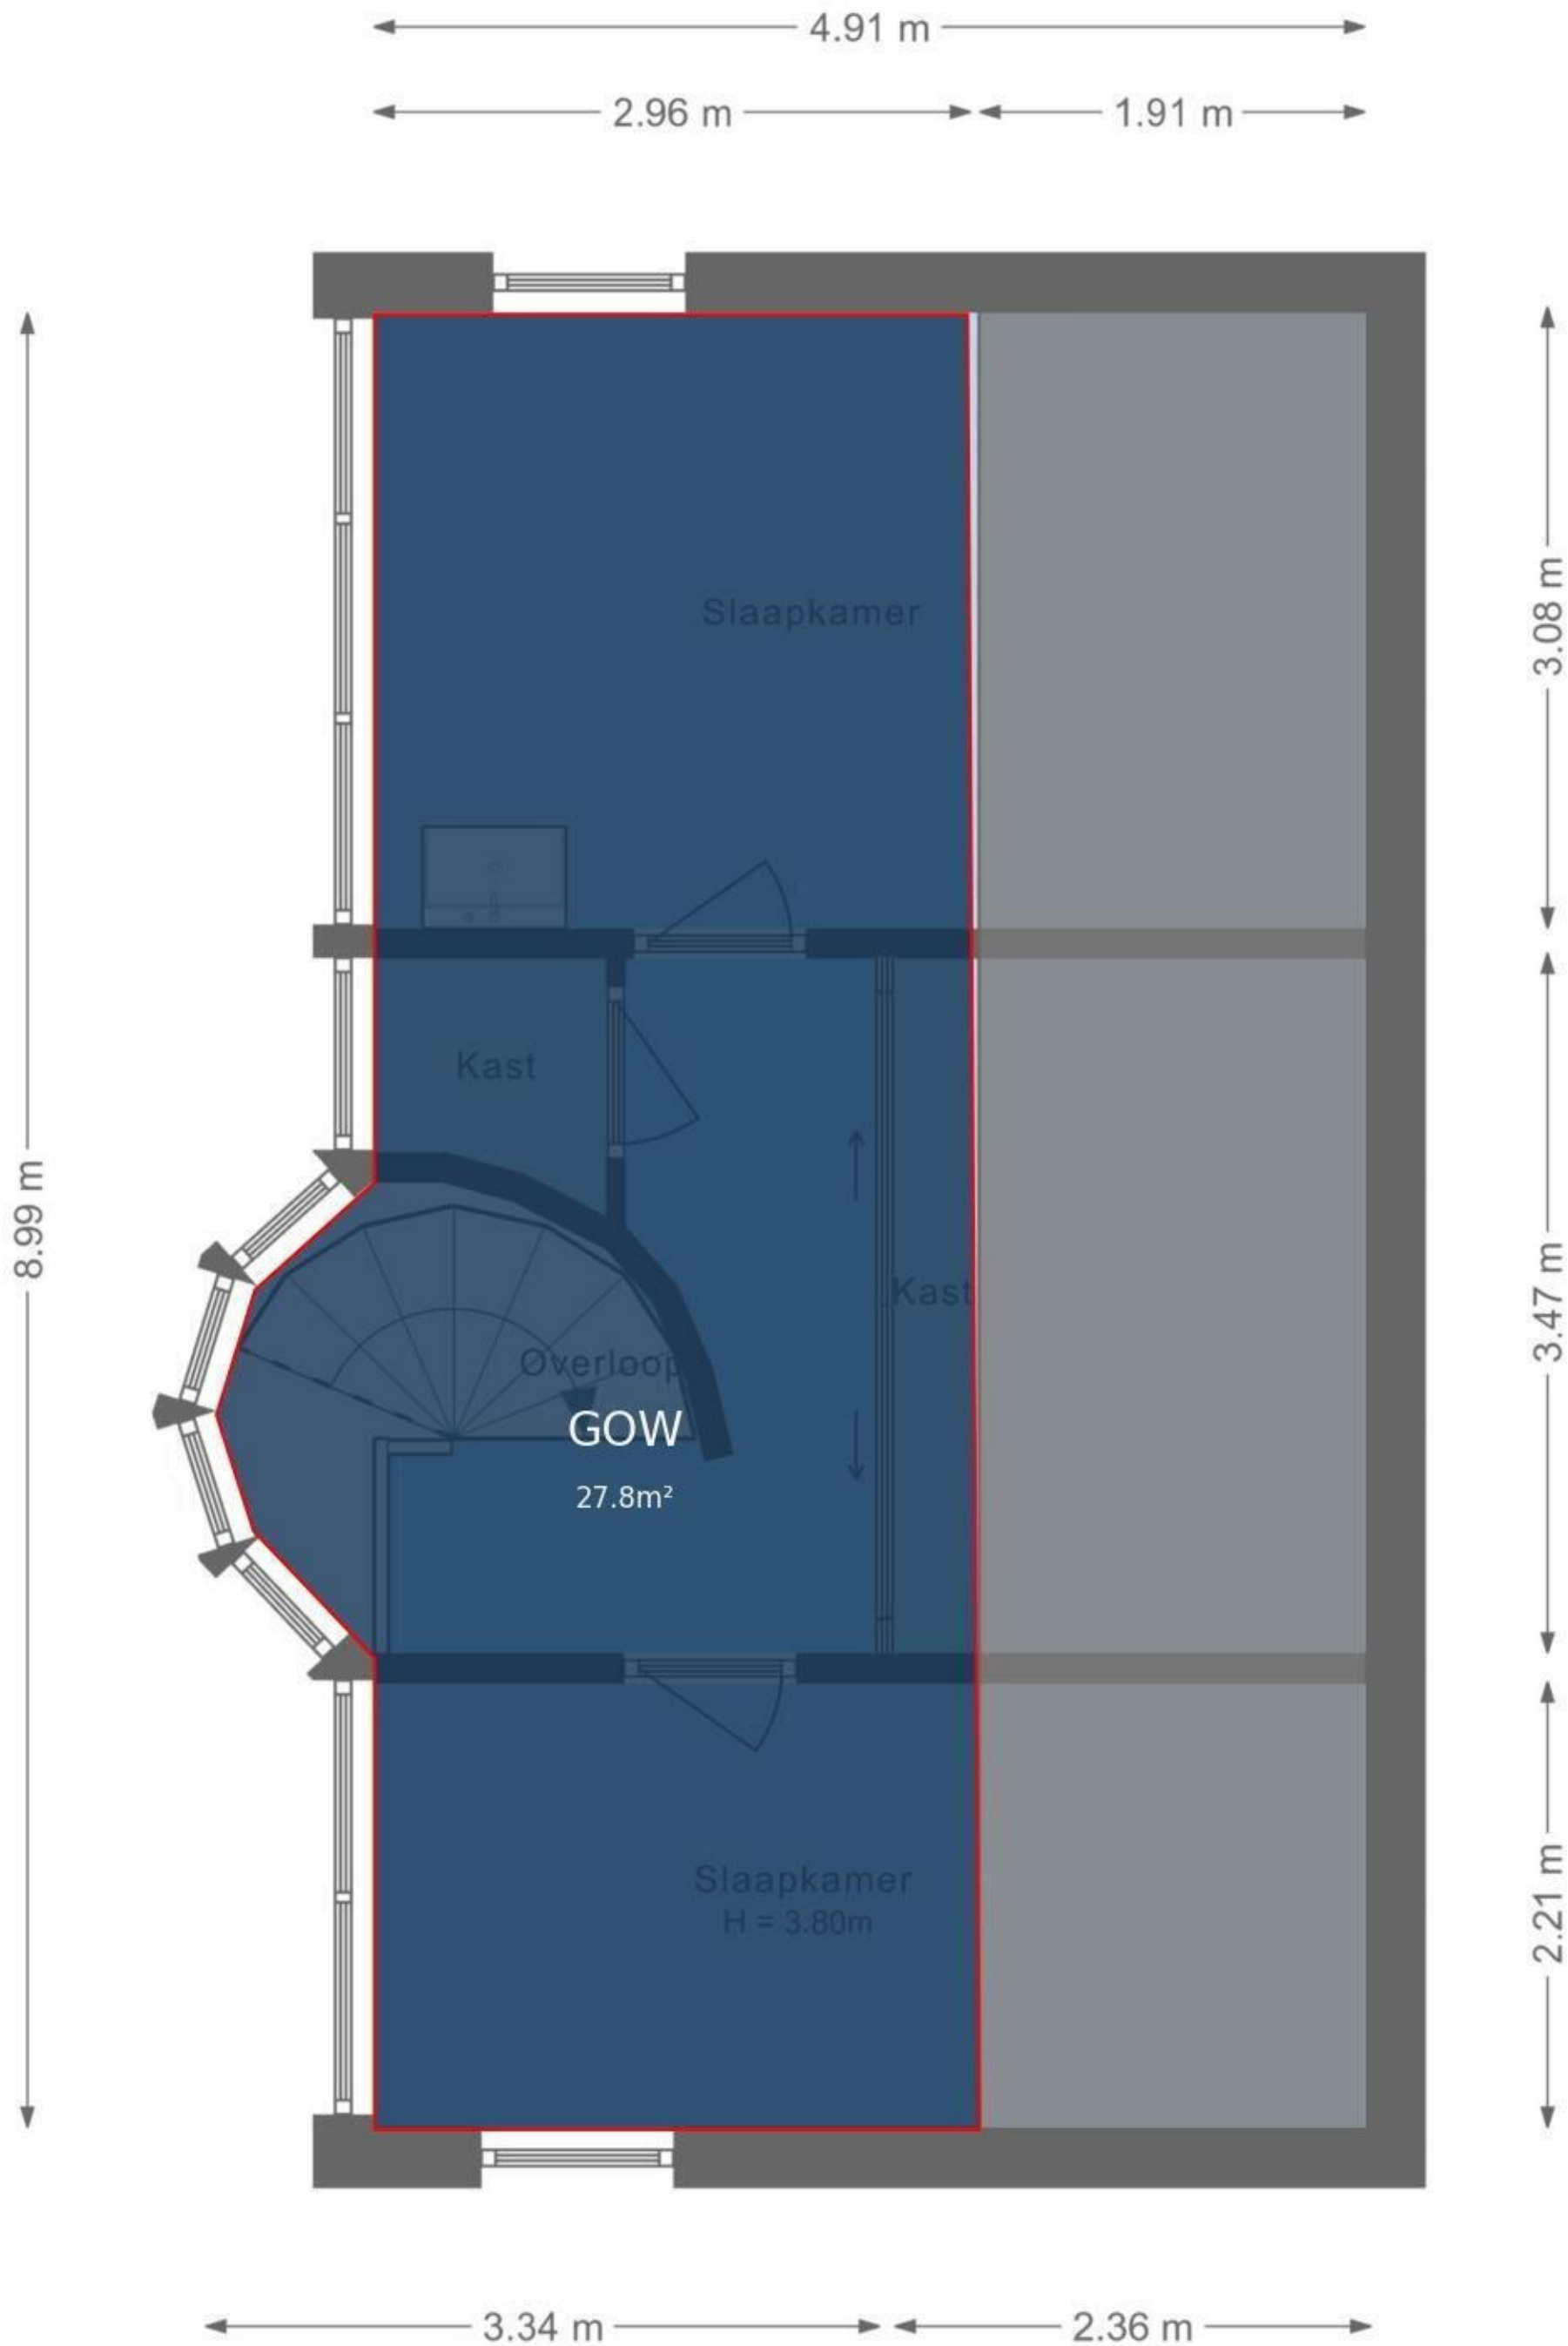 4.91 m
2.96 m
1.91 m
Slaapkamer
3.08 m
Kast
8.99 m
Kast
3.47 m
Overloop
GOW
27.8m²
Slaapkamer
H = 3.80m
2.21 m
3.34 m
2.36 m